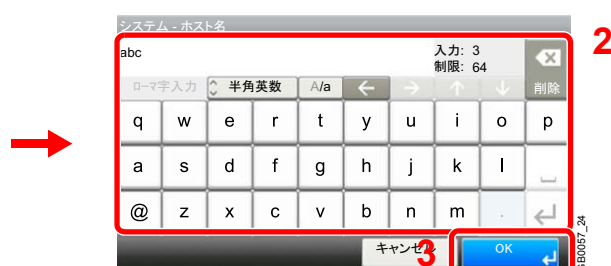 システム - ホスト名
2
abc
入力: 3
制限: 64
ローマ字入力 半角英数 A/a ← → ↑ ↓ 削除
q w e r t y u i o p
a s d f g h j k l
@ z x c v b n m .
キャンセル 3 OK